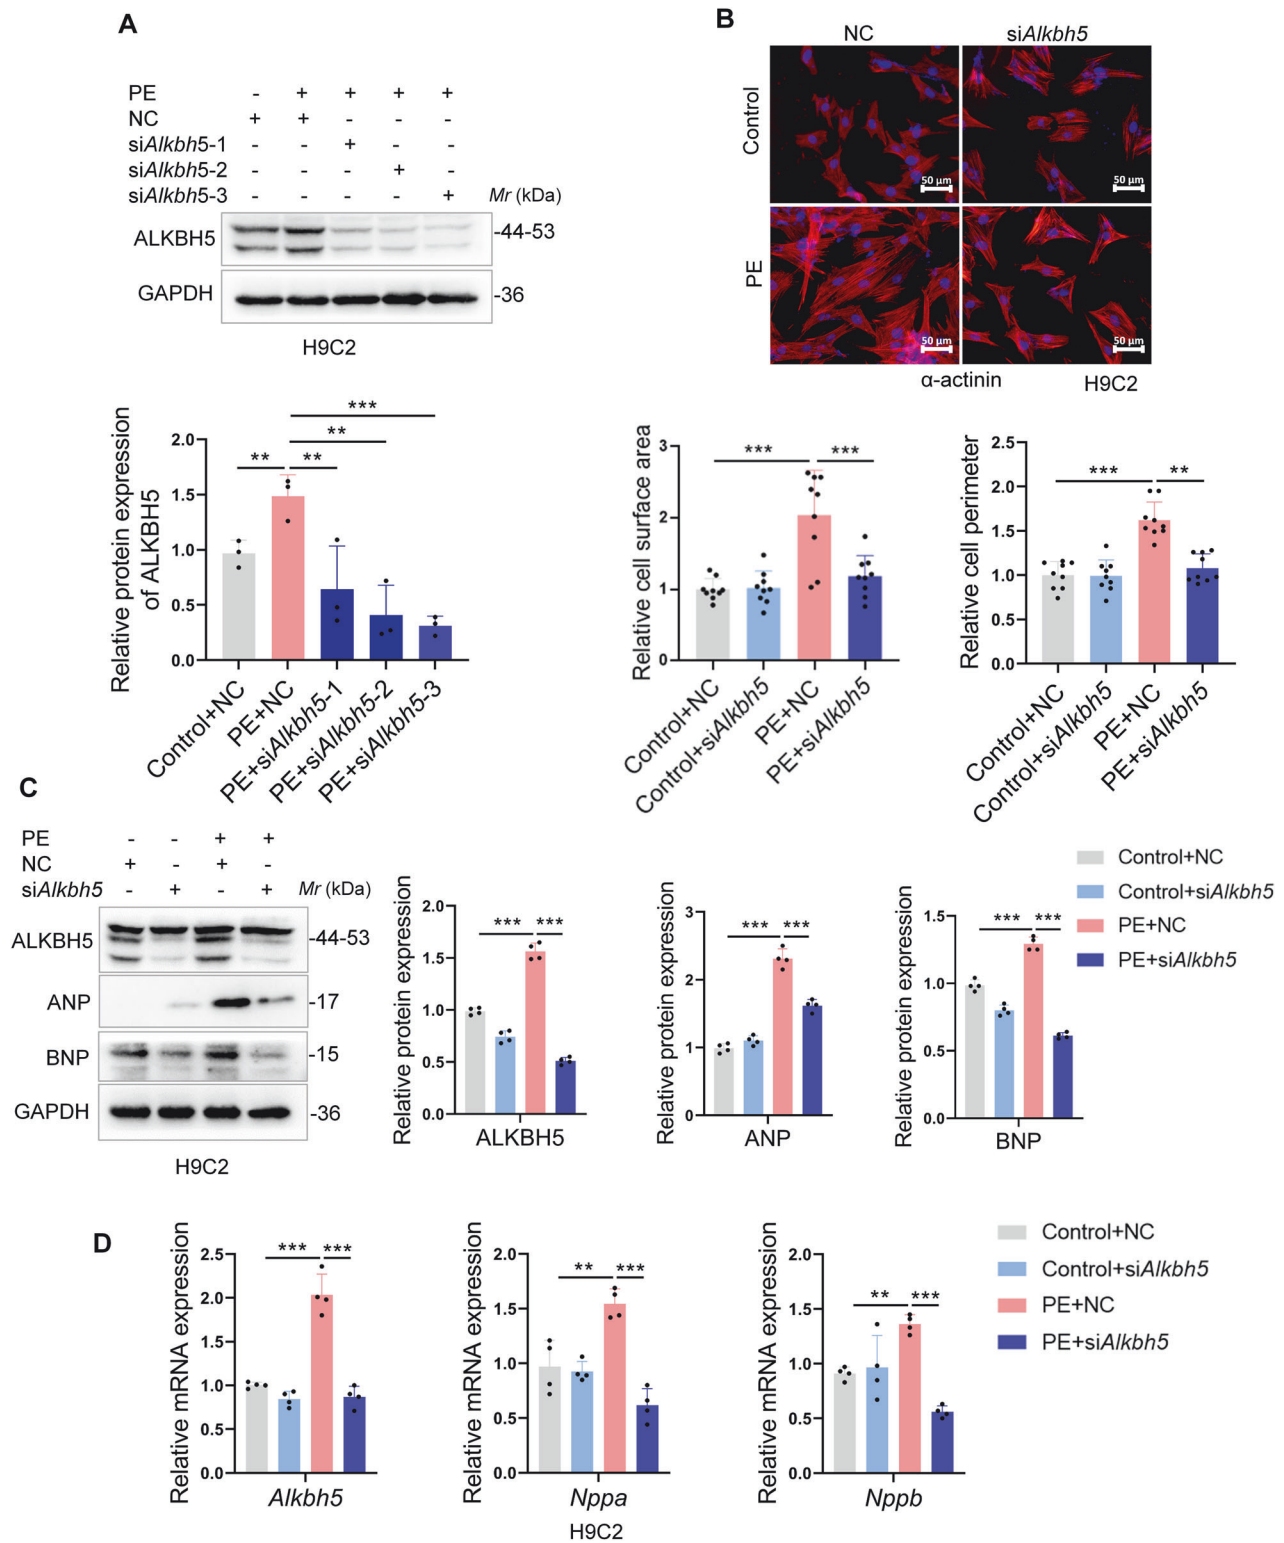 A
PE - + + + +
NC + + - - -
siAlkbh5-1 - - + - -
siAlkbh5-2 - - - + -
siAlkbh5-3 - - - - + Mr (kDa)
ALKBH5 -44-53
GAPDH -36
H9C2
Relative protein expression
of ALKBH5
2.0
1.5
1.0
0.5
0.0
** ** ** ***
Control+NC
PE+NC
PE+siAlkbh5-1
PE+siAlkbh5-2
PE+siAlkbh5-3
B
NC siAlkbh5
Control
PE
50 μm
50 μm
50 μm
50 μm
α-actinin H9C2
Relative cell surface area
3
2
1
0
*** ***
Control+NC
Control+siAlkbh5
PE+NC
PE+siAlkbh5
Relative cell perimeter
2.5
2.0
1.5
1.0
0.5
0.0
*** **
Control+NC
Control+siAlkbh5
PE+NC
PE+siAlkbh5
C
PE - - + +
NC + - + -
siAlkbh5 - + - + Mr (kDa)
ALKBH5 -44-53
ANP -17
BNP -15
GAPDH -36
H9C2
Relative protein expression
2.0
1.5
1.0
0.5
0.0
*** ***
ALKBH5
Relative protein expression
3
2
1
0
*** ***
ANP
Relative protein expression
1.5
1.0
0.5
0.0
*** ***
BNP
Control+NC
Control+siAlkbh5
PE+NC
PE+siAlkbh5
D
Relative mRNA expression
2.5
2.0
1.5
1.0
0.5
0.0
*** ***
Alkbh5
Relative mRNA expression
2.0
1.5
1.0
0.5
0.0
** ***
Nppa
H9C2
Relative mRNA expression
2.0
1.5
1.0
0.5
0.0
** ***
Nppb
Control+NC
Control+siAlkbh5
PE+NC
PE+siAlkbh5